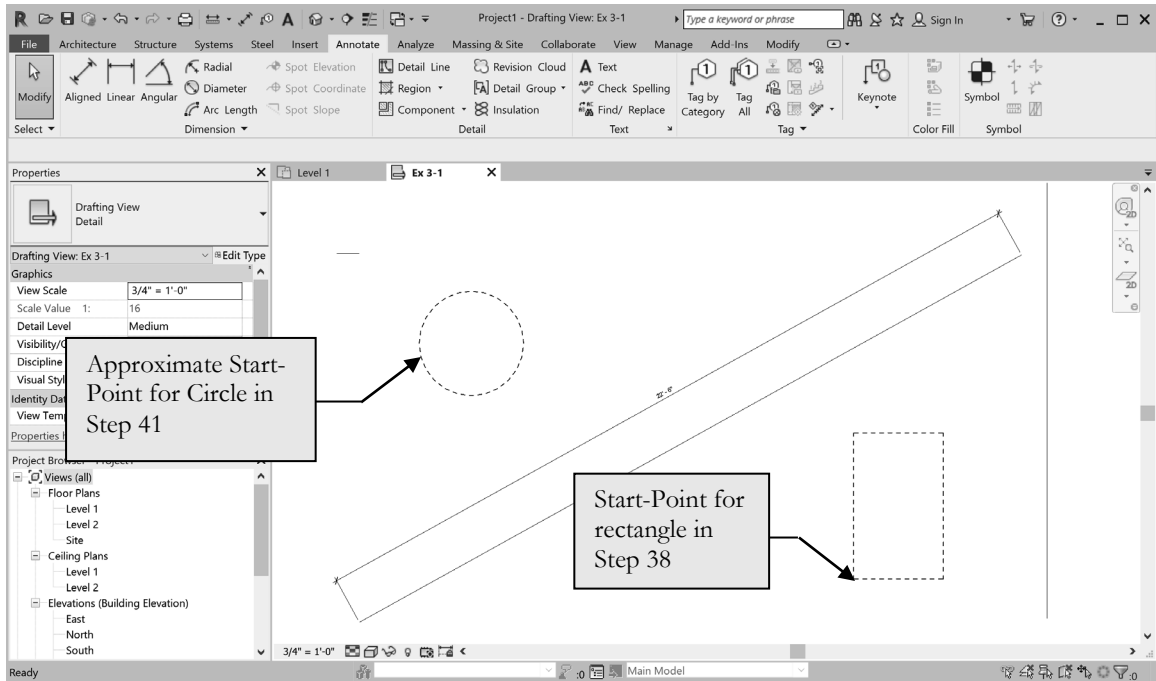 Project1 - Drafting View: Ex 3-1
Type a keyword or phrase
Sign In
File Architecture Structure Systems Steel Insert Annotate Analyze Massing & Site Collaborate View Manage Add-Ins Modify
Modify
Aligned Linear Angular
Radial
Diameter
Arc Length
Spot Elevation
Spot Coordinate
Spot Slope
Detail Line
Region
Component
Revision Cloud
Detail Group
Insulation
A Text
ABC Check Spelling
Find/ Replace
Tag by Category
Tag All
Keynote
Symbol
Select
Dimension
Detail
Text
Tag
Color Fill
Symbol
Properties
Level 1
Ex 3-1
Drafting View
Detail
Drafting View: Ex 3-1
Edit Type
Graphics
View Scale 3/4" = 1'-0"
Scale Value 1: 16
Detail Level Medium
Visibility/
Discipline
Visual Styl
Identity Dat
View Tem
Properties
Approximate Start-
Point for Circle in
Step 41
Start-Point for
rectangle in
Step 38
2D
2D
Project Bro
Views (all)
Floor Plans
Level 1
Level 2
Site
Ceiling Plans
Level 1
Level 2
Elevations (Building Elevation)
East
North
South
3/4" = 1'-0"
Ready
:0
Main Model
:0